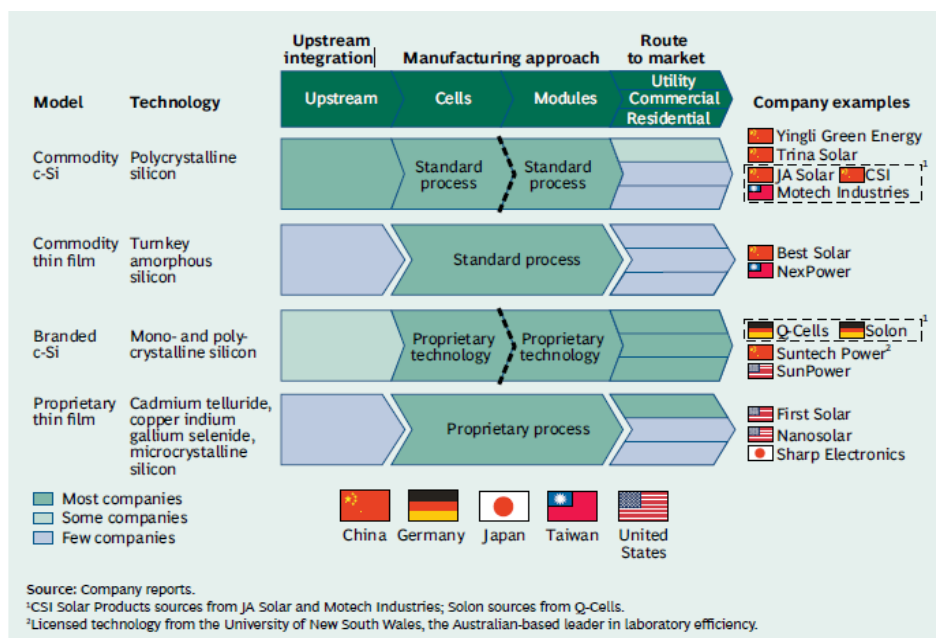 Upstream integration
Manufacturing approach
Route to market
Model
Technology
Upstream
Cells
Modules
Utility
Commercial
Residential
Company examples
Commodity c-Si
Polycrystalline silicon
Standard process
Standard process
Yingli Green Energy
Trina Solar
JA Solar
CSI
Motech Industries
1
Commodity thin film
Turnkey amorphous silicon
Standard process
Best Solar
NexPower
Branded c-Si
Mono- and poly-
crystalline silicon
Proprietary technology
Proprietary technology
Q-Cells
Solon
1
Suntech Power²
SunPower
Proprietary thin film
Cadmium telluride,
copper indium
gallium selenide,
microcrystalline
silicon
Proprietary process
First Solar
Nanosolar
Sharp Electronics
Most companies
Some companies
Few companies
China
Germany
Japan
Taiwan
United States
Source: Company reports.
¹CSI Solar Products sources from JA Solar and Motech Industries; Solon sources from Q-Cells.
²Licensed technology from the University of New South Wales, the Australian-based leader in laboratory efficiency.